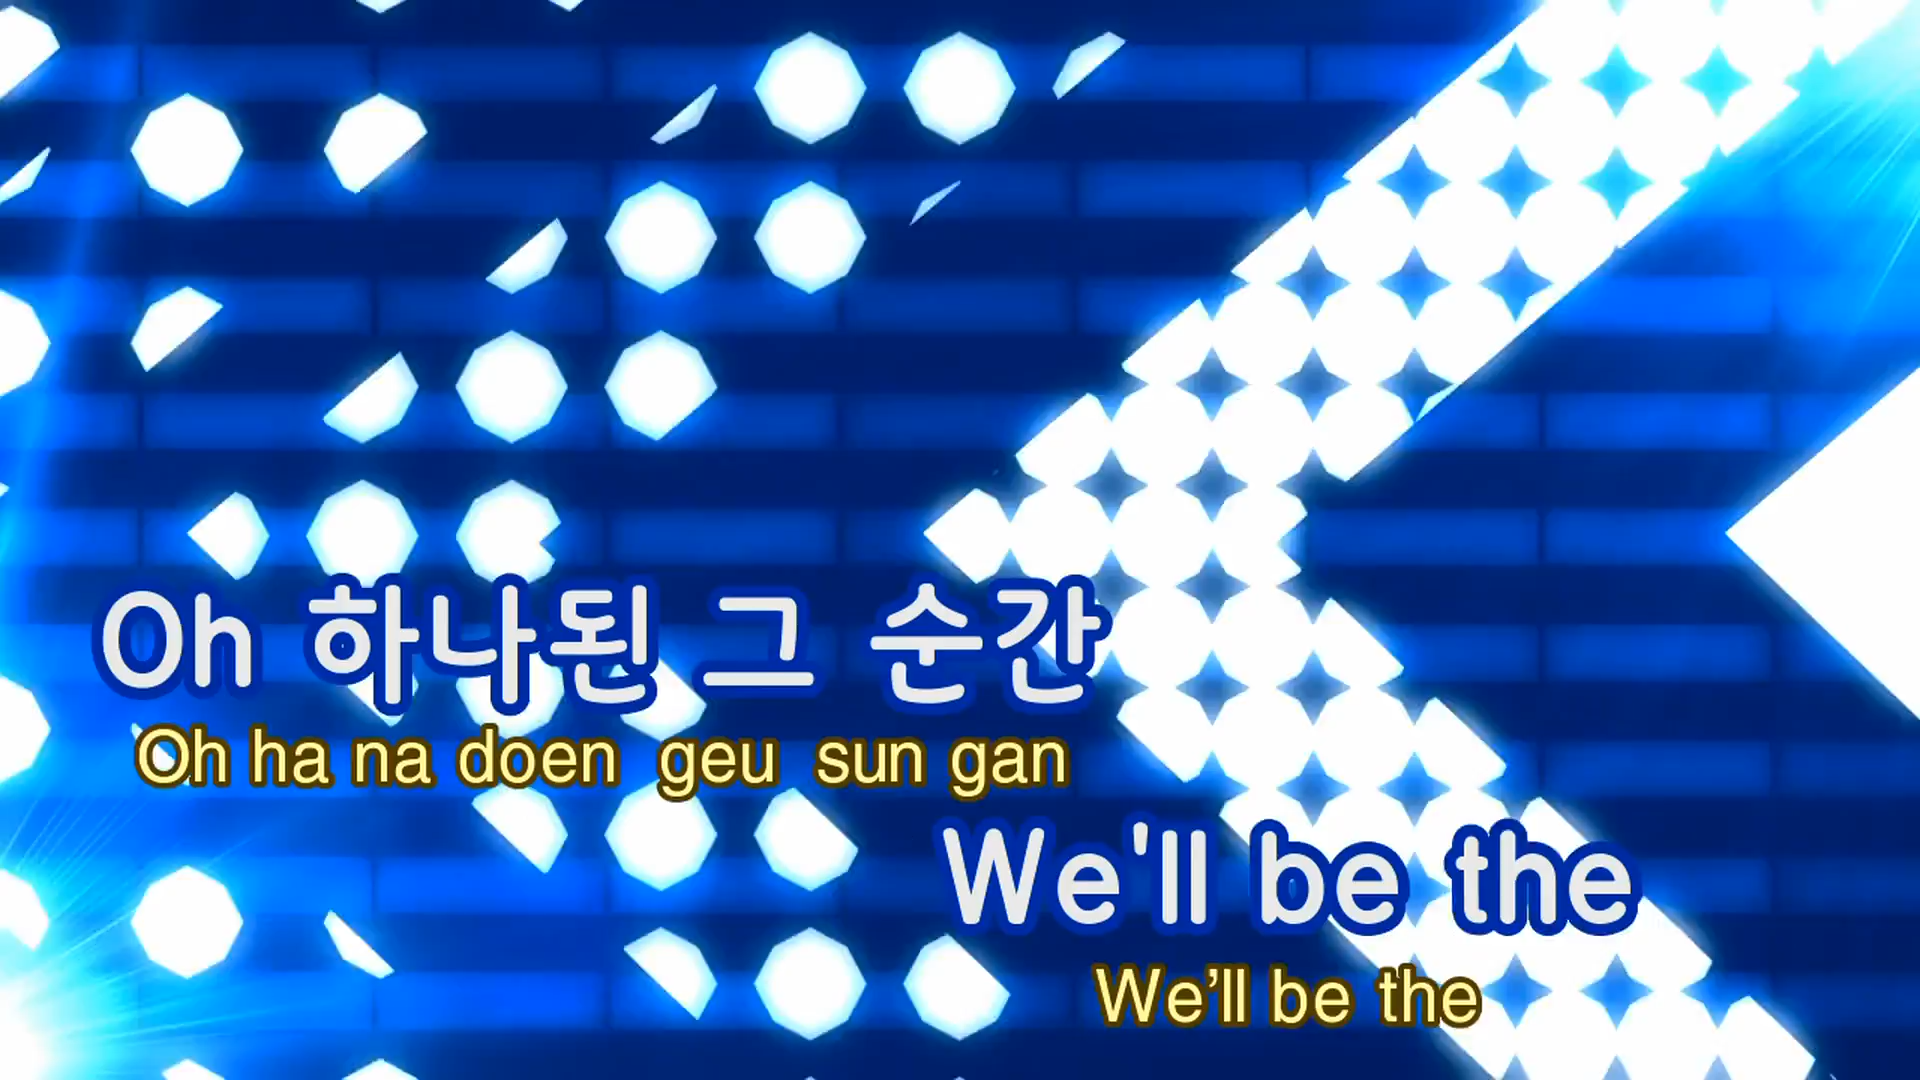 Oh 하나된 그 순간
Oh ha na doen geu sun gan
We'll be the
We’ll be the